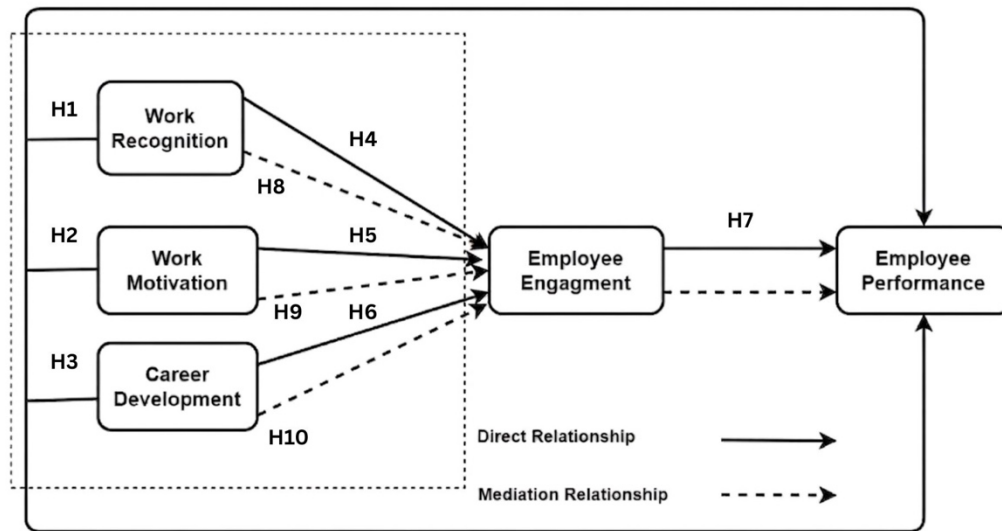 H1
Work
Recognition
H4
H8
H2
Work
Motivation
H5
H9
H6
H3
Career
Development
H10
Employee
Engagment
H7
Employee
Performance
Direct Relationship
Mediation Relationship